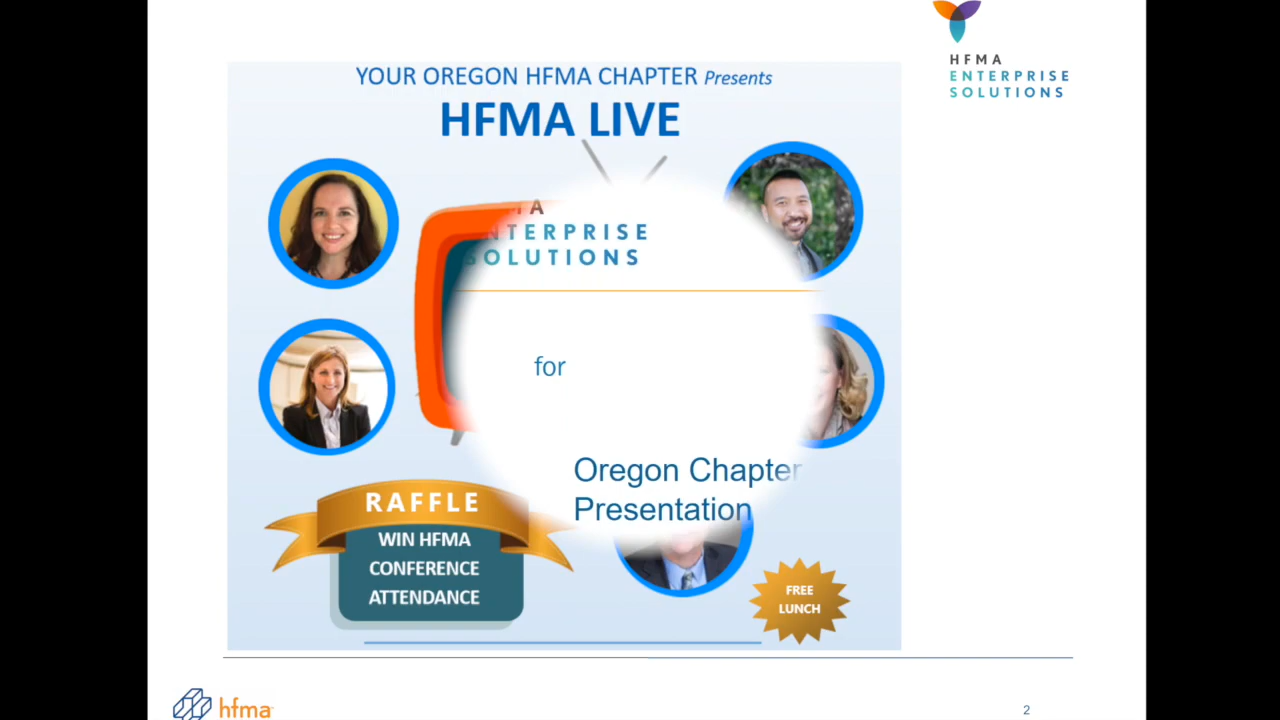 HFMA
ENTERPRISE
SOLUTIONS
YOUR OREGON HFMA CHAPTER Presents
HFMA LIVE
ENTERPRISE
SOLUTIONS
for
Oregon Chapter
Presentation
RAFFLE
WIN HFMA
CONFERENCE
ATTENDANCE
FREE
LUNCH
hfma
2